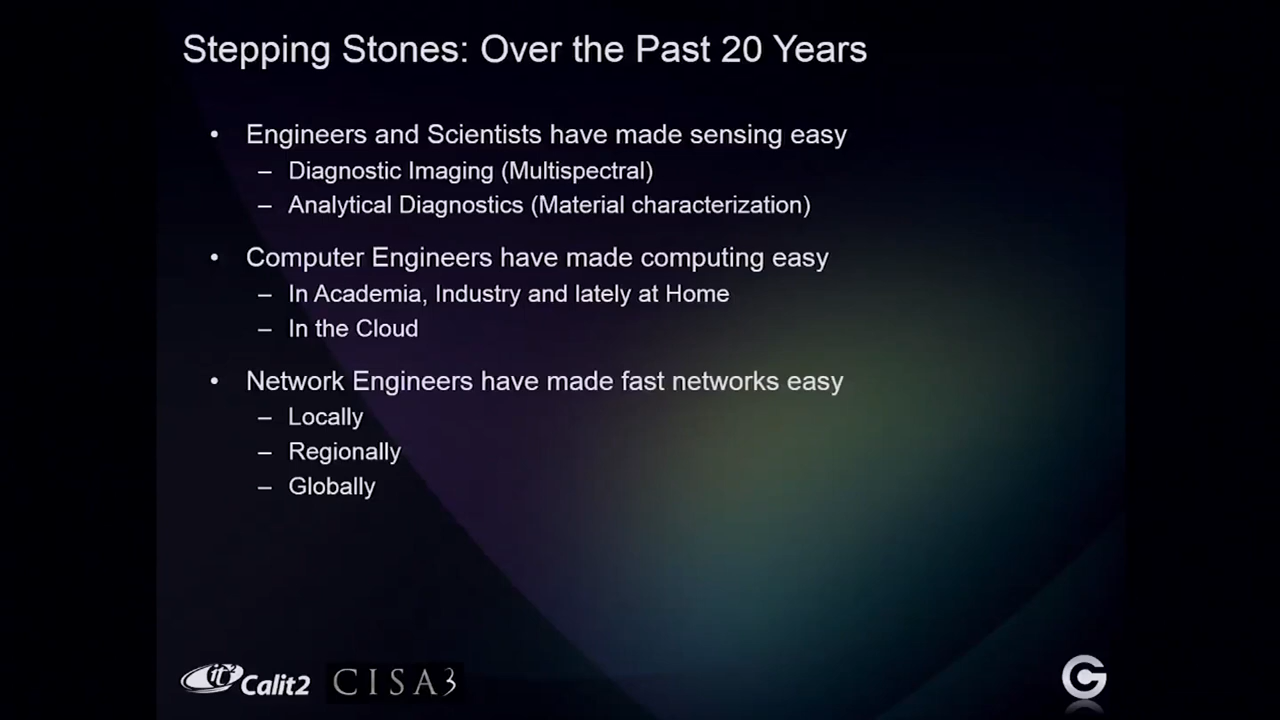 Stepping Stones: Over the Past 20 Years
• Engineers and Scientists have made sensing easy
– Diagnostic Imaging (Multispectral)
– Analytical Diagnostics (Material characterization)
• Computer Engineers have made computing easy
– In Academia, Industry and lately at Home
– In the Cloud
• Network Engineers have made fast networks easy
– Locally
– Regionally
– Globally
it2 Calit2 CISA3
G